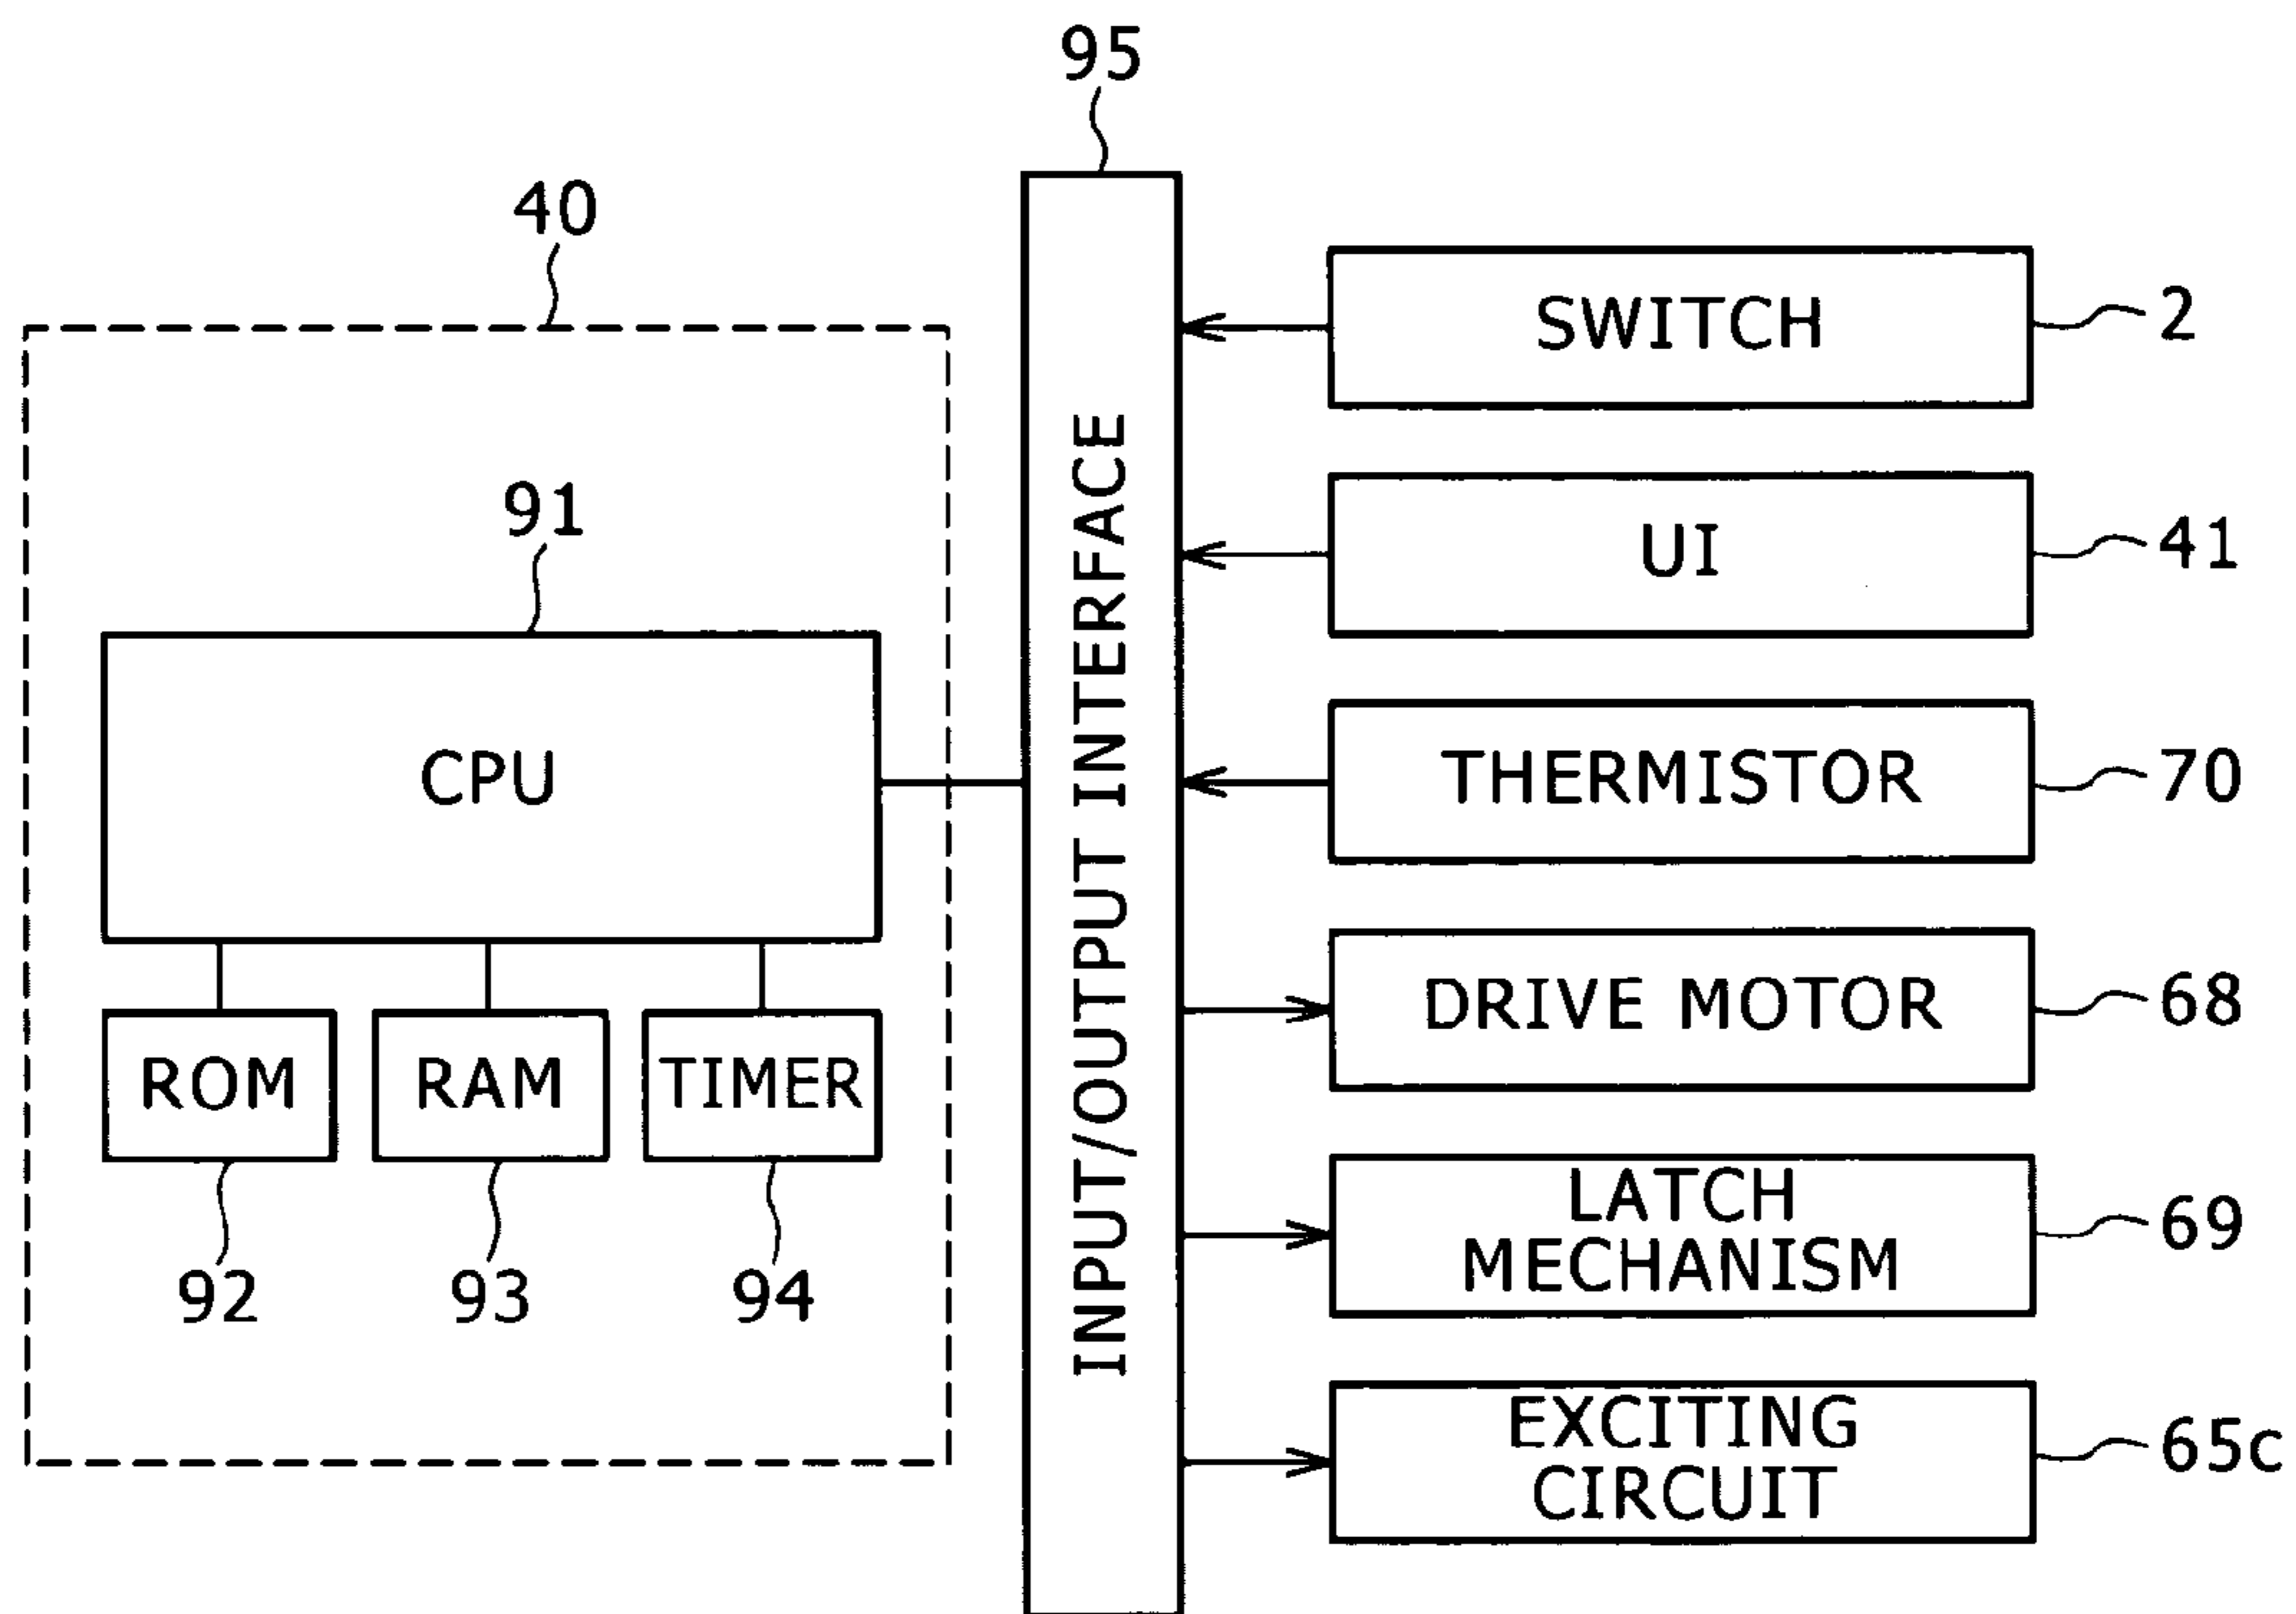 95
40
SWITCH
2
91
UI
41
CPU
INPUT/OUTPUT INTERFACE
THERMISTOR
70
DRIVE MOTOR
68
ROM
RAM
TIMER
LATCH
MECHANISM
69
92
93
94
EXCITING
CIRCUIT
65c